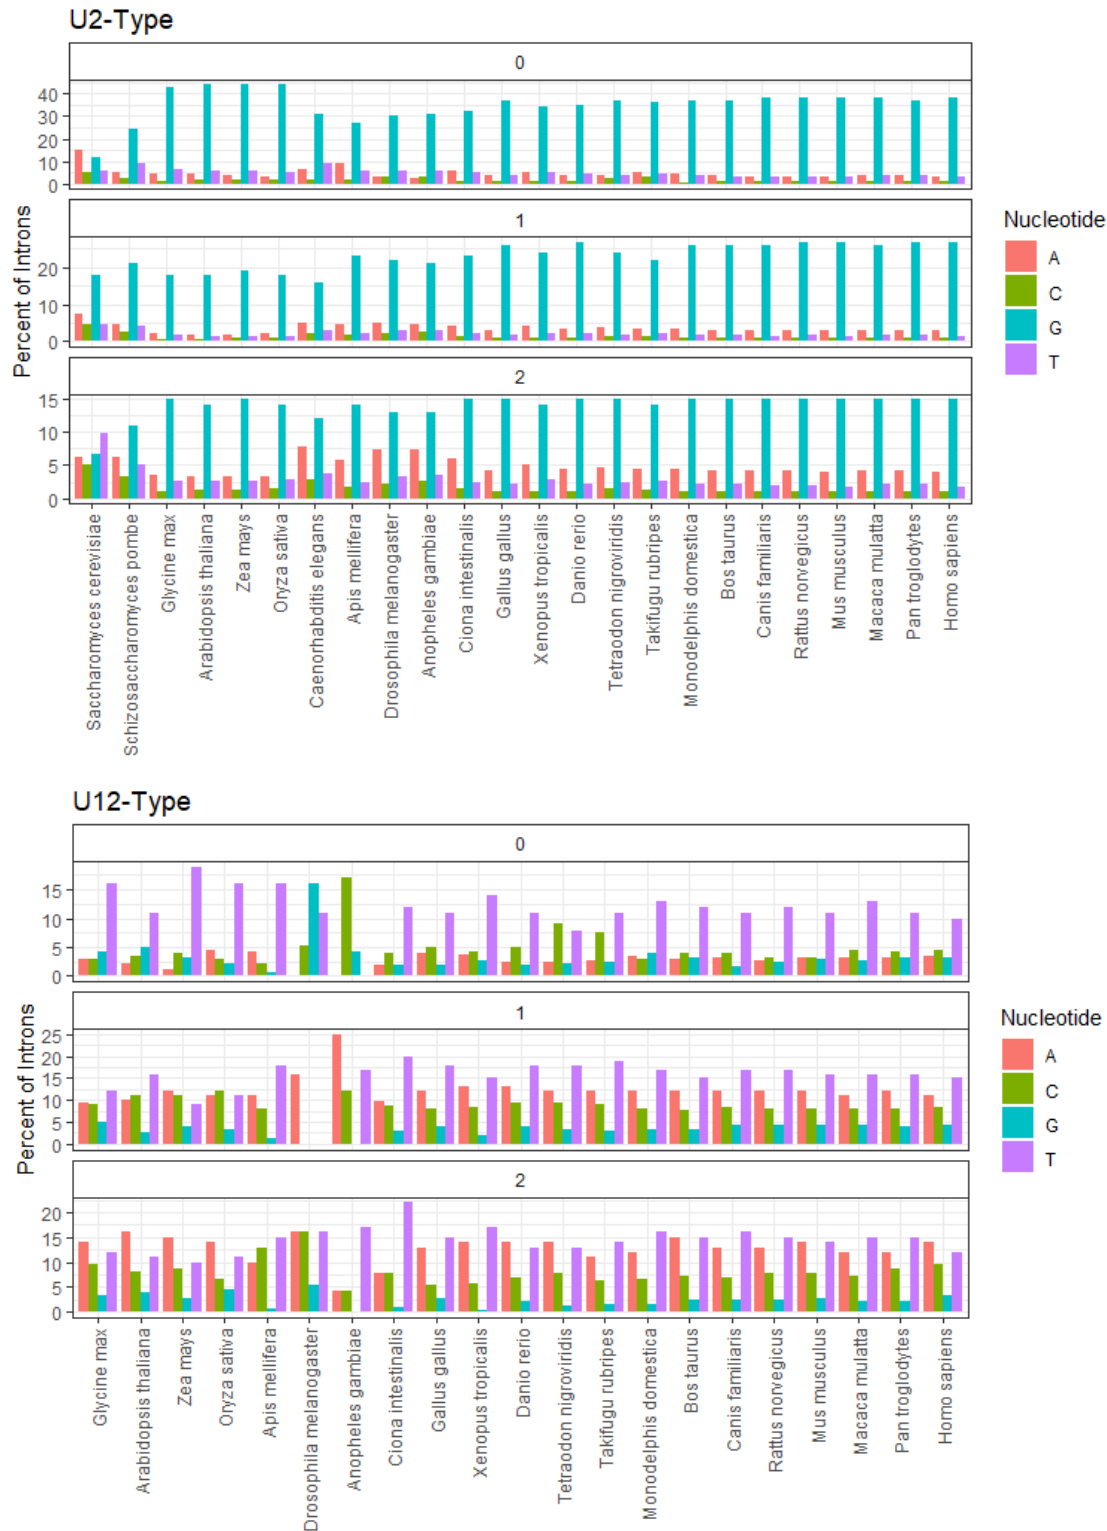 U2-Type
0
40
30
20
10
0
1
20
10
0
2
15
10
5
0
Percent of Introns
Saccharomyces cerevisiae
Schizosaccharomyces pombe
Glycine max
Arabidopsis thaliana
Zea mays
Oryza sativa
Caenorhabditis elegans
Apis mellifera
Drosophila melanogaster
Anopheles gambiae
Ciona intestinalis
Gallus gallus
Xenopus tropicalis
Danio rerio
Tetraodon nigroviridis
Takifugu rubripes
Monodelphis domestica
Bos taurus
Canis familiaris
Rattus norvegicus
Mus musculus
Macaca mulatta
Pan troglodytes
Homo sapiens
Nucleotide
A
C
G
T
U12-Type
0
15
10
5
0
1
25
20
15
10
5
0
2
20
15
10
5
0
Percent of Introns
Glycine max
Arabidopsis thaliana
Zea mays
Oryza sativa
Apis mellifera
Drosophila melanogaster
Anopheles gambiae
Ciona intestinalis
Gallus gallus
Xenopus tropicalis
Danio rerio
Tetraodon nigroviridis
Takifugu rubripes
Monodelphis domestica
Bos taurus
Canis familiaris
Rattus norvegicus
Mus musculus
Macaca mulatta
Pan troglodytes
Homo sapiens
Nucleotide
A
C
G
T